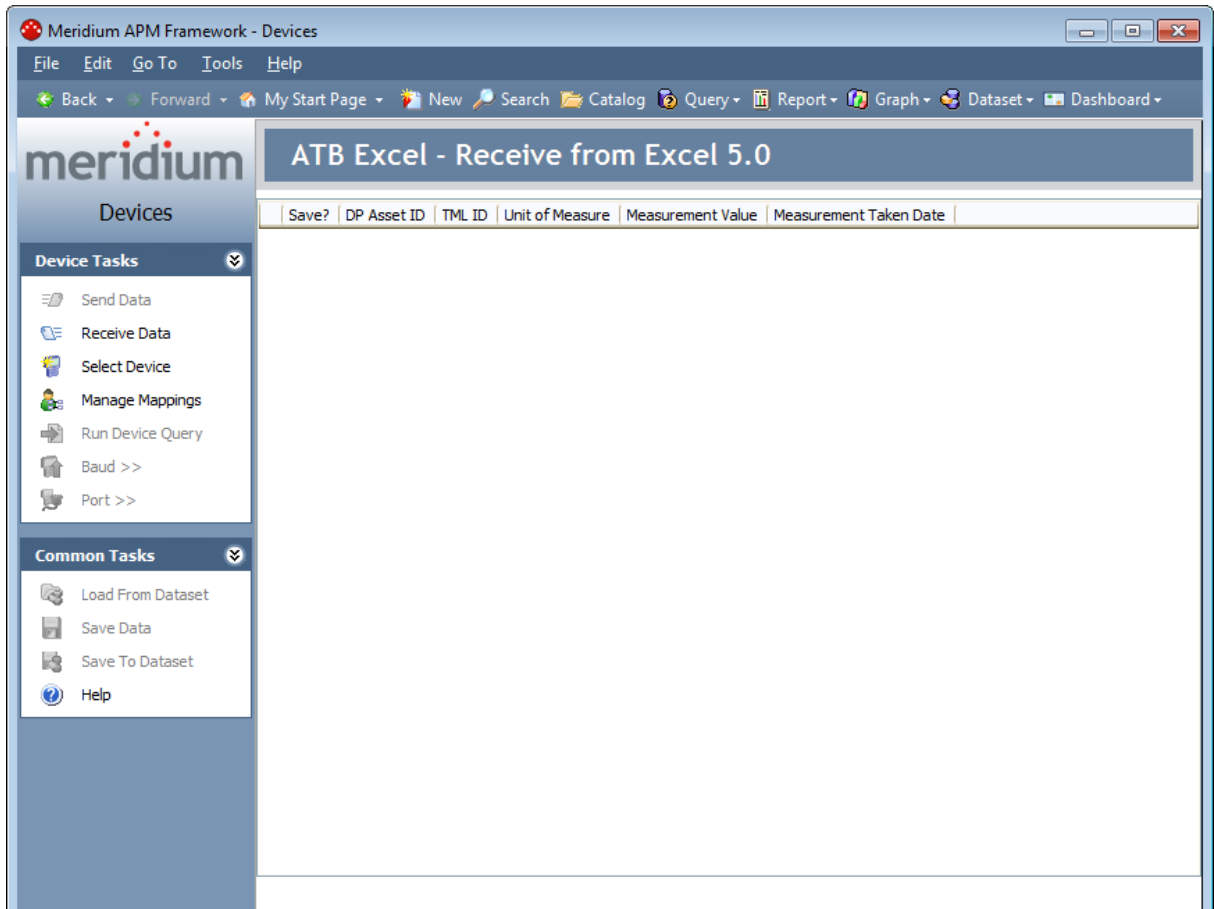 Meridium APM Framework - Devices
File Edit Go To Tools Help
Back Forward My Start Page New Search Catalog Query Report Graph Dataset Dashboard
meridium
Devices
ATB Excel - Receive from Excel 5.0
Save? DP Asset ID TML ID Unit of Measure Measurement Value Measurement Taken Date
Device Tasks
Send Data
Receive Data
Select Device
Manage Mappings
Run Device Query
Baud >>
Port >>
Common Tasks
Load From Dataset
Save Data
Save To Dataset
Help